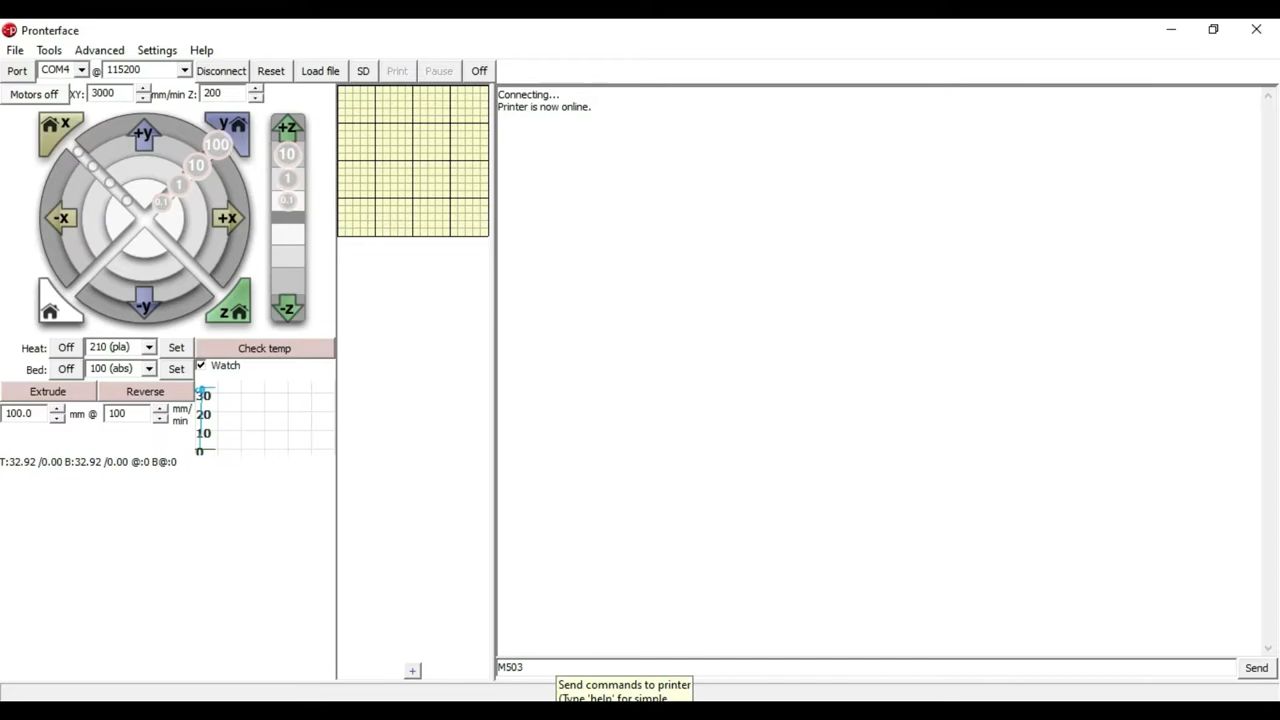 Pronterface
File Tools Advanced Settings Help
Port COM4 @ 115200 Disconnect Reset Load file SD Print Pause Off
Motors off XY: 3000 mm/min Z: 200
Connecting...
Printer is now online.
x +y y +z
100
10 10
1 1
0.1 0.1
-x +x
-y z -z
Heat: Off 210 (pla) Set Check temp
Bed: Off 100 (abs) Set Watch
Extrude Reverse
100.0 mm @ 100 mm/
min
30
20
10
0
T:32.92 /0.00 B:32.92 /0.00 @:0 B@:0
+
M503 Send
Send commands to printer
(Type 'help' for simple